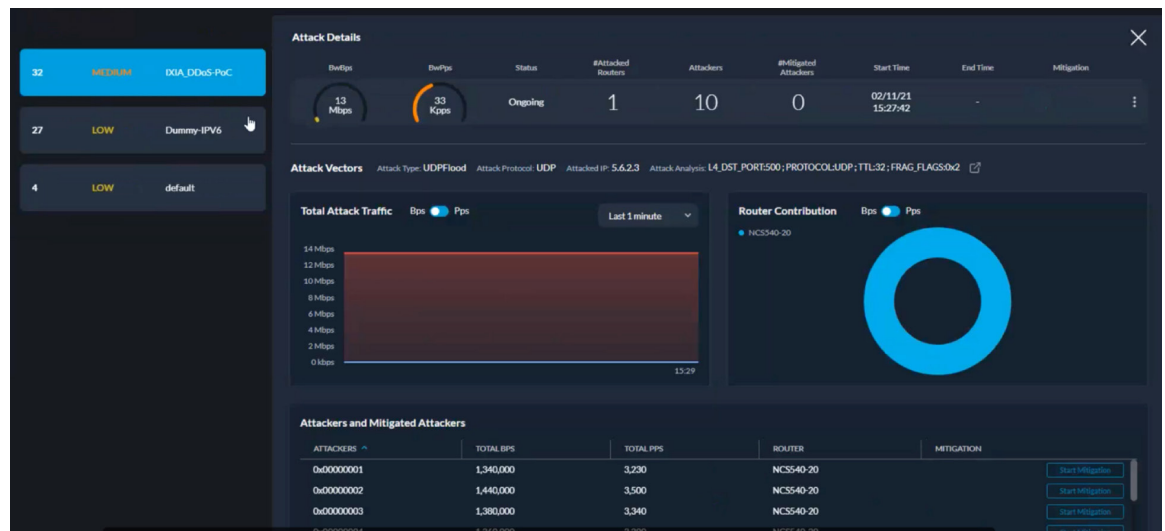 Attack Details
32 MEDIUM IXIA_DDoS-PoC
27 LOW Dummy-IPV6
4 LOW default
BwBps BwPps Status #Attacked Routers Attackers #Mitigated Attackers Start Time End Time Mitigation
13 Mbps 33 Kpps Ongoing 1 10 0 02/11/21 15:27:42 -
Attack Vectors Attack Type: UDPFlood Attack Protocol: UDP Attacked IP: 5.6.2.3 Attack Analysis: L4_DST_PORT:500 ; PROTOCOL:UDP ; TTL:32 ; FRAG_FLAGS:0x2
Total Attack Traffic Bps Pps Last 1 minute
14 Mbps
12 Mbps
10 Mbps
8 Mbps
6 Mbps
4 Mbps
2 Mbps
0 kbps
15:29
Router Contribution Bps Pps
NCS540-20
Attackers and Mitigated Attackers
ATTACKERS TOTAL BPS TOTAL PPS ROUTER MITIGATION
0x00000001 1,340,000 3,230 NCS540-20 Start Mitigation
0x00000002 1,440,000 3,500 NCS540-20 Start Mitigation
0x00000003 1,380,000 3,340 NCS540-20 Start Mitigation